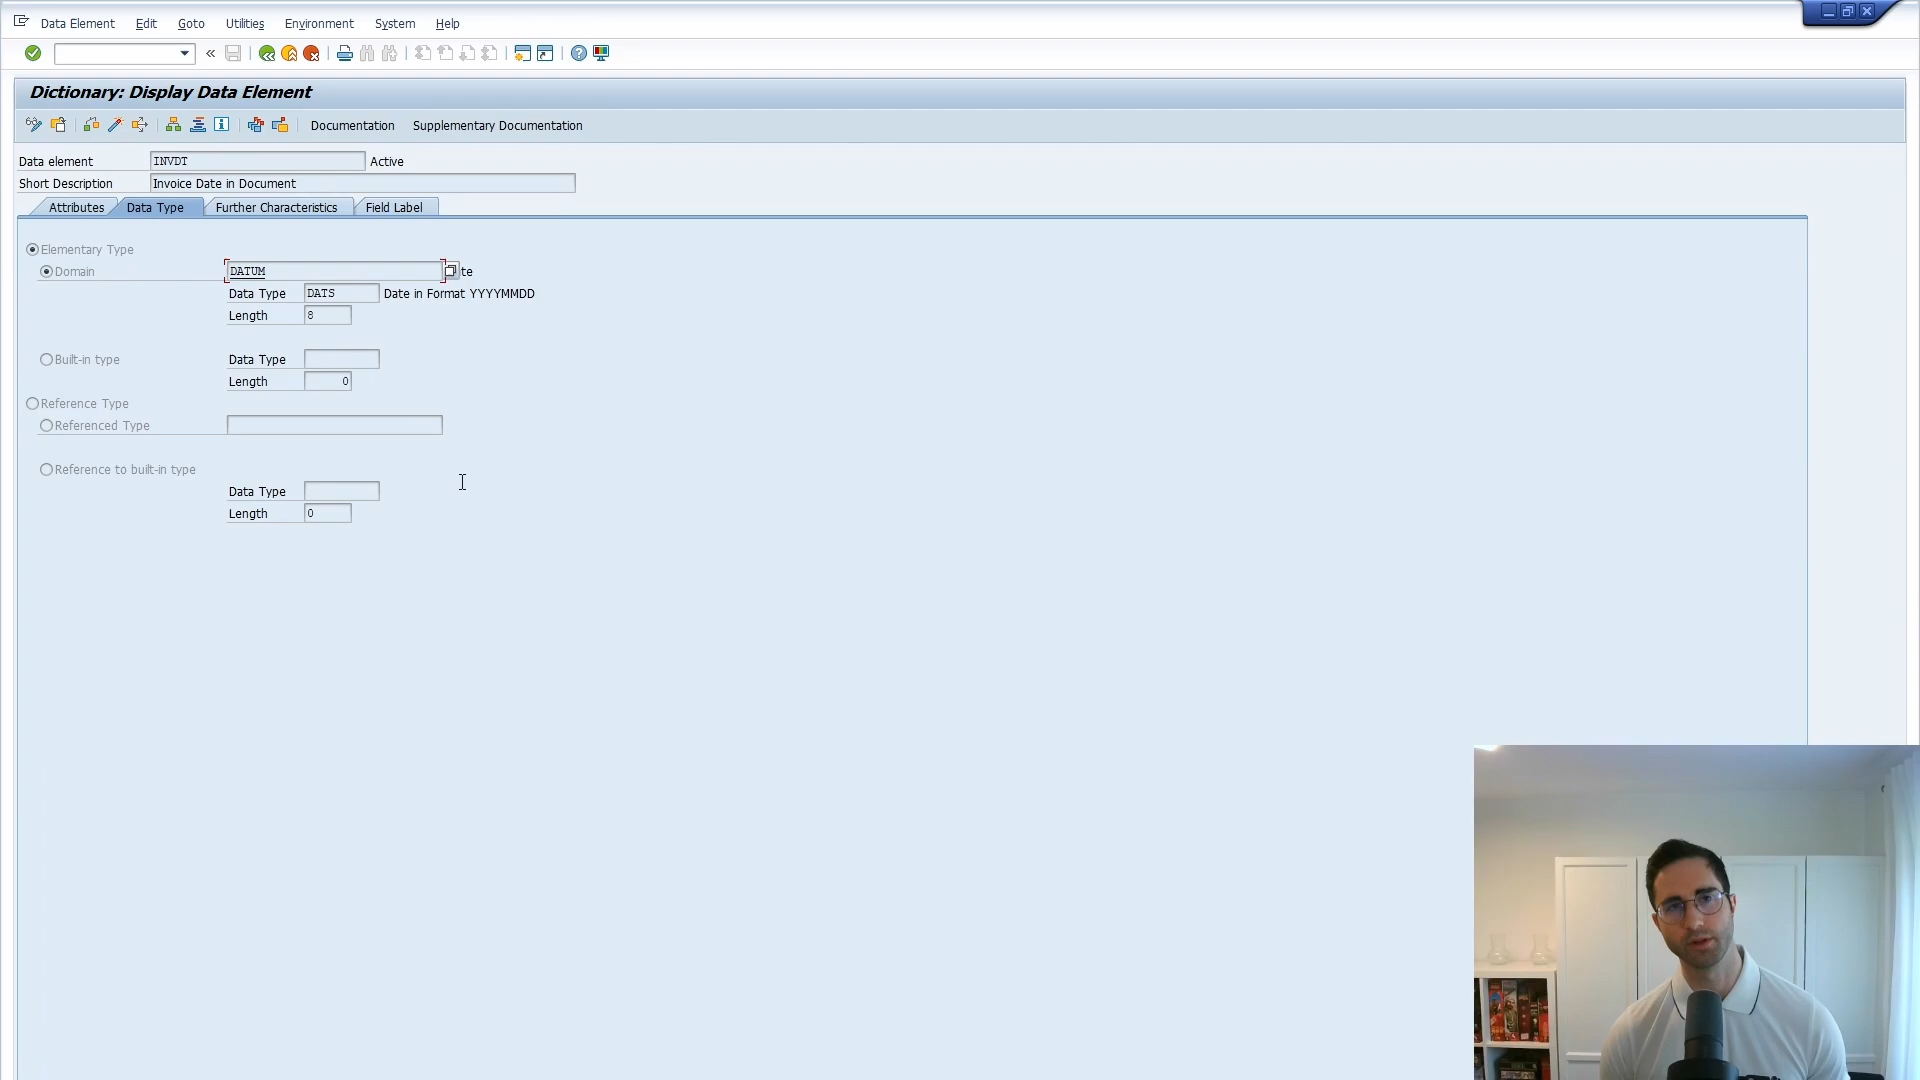 Data Element Edit Goto Utilities Environment System Help
Dictionary: Display Data Element
Documentation Supplementary Documentation
Data element INVDT Active
Short Description Invoice Date in Document
Attributes Data Type Further Characteristics Field Label
Elementary Type
Domain DATUM te
Data Type DATS Date in Format YYYYMMDD
Length 8
Built-in type Data Type
Length 0
Reference Type
Referenced Type
Reference to built-in type
Data Type
Length 0